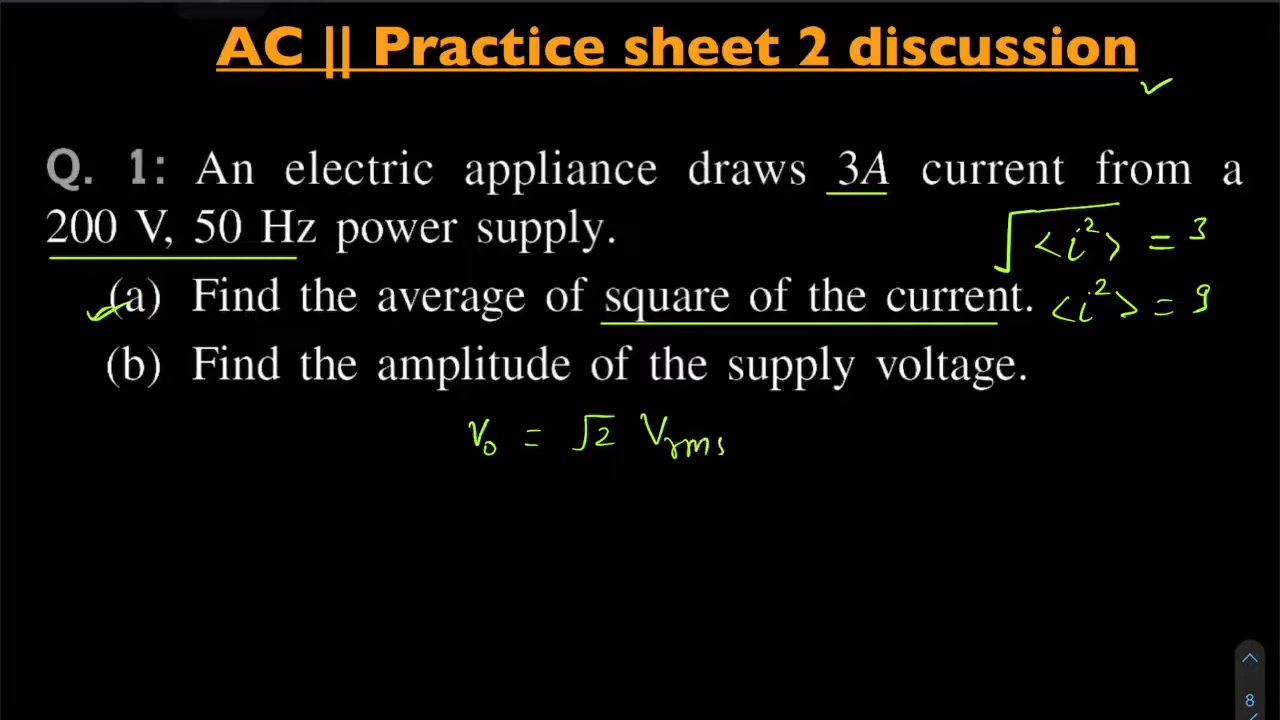 AC || Practice sheet 2 discussion
Q. 1: An electric appliance draws 3A current from a
200 V, 50 Hz power supply.
√<i²> = 3
(a) Find the average of square of the current.
<i²> = 9
(b) Find the amplitude of the supply voltage.
V₀ = √2 Vrms
8